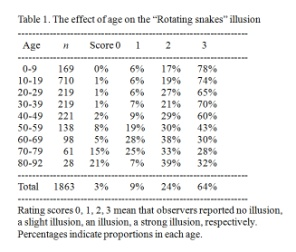 Table 1. The effect of age on the “Rotating snakes” illusion
Age n Score 0 1 2 3
0-9 169 0% 6% 17% 78%
10-19 710 1% 6% 19% 74%
20-29 219 1% 6% 27% 65%
30-39 219 1% 7% 21% 70%
40-49 221 2% 9% 29% 60%
50-59 138 8% 19% 30% 43%
60-69 98 5% 28% 38% 30%
70-79 61 15% 25% 33% 28%
80-92 28 21% 7% 39% 32%
Total 1863 3% 9% 24% 64%
Rating scores 0, 1, 2, 3 mean that observers reported no illusion,
a slight illusion, an illusion, a strong illusion, respectively.
Percentages indicate proportions in each age.